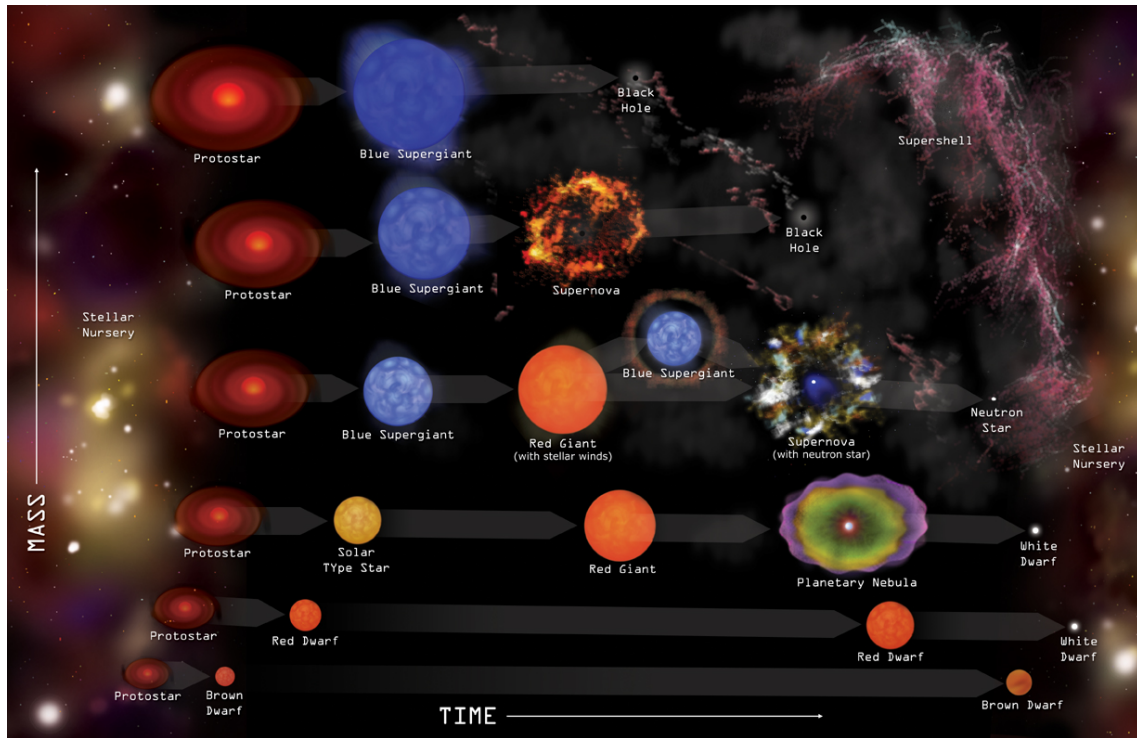 Protostar
Blue Supergiant
Black
Hole
Supershell
Protostar
Blue Supergiant
Supernova
Black
Hole
Stellar
Nursery
Protostar
Blue Supergiant
Red Giant
(with stellar winds)
Blue Supergiant
Supernova
(with neutron star)
Neutron
Star
Stellar
Nursery
MASS
Protostar
Solar
TYpe Star
Red Giant
Planetary Nebula
White
Dwarf
Protostar
Red Dwarf
Red Dwarf
White
Dwarf
Protostar
Brown
Dwarf
Brown Dwarf
TIME